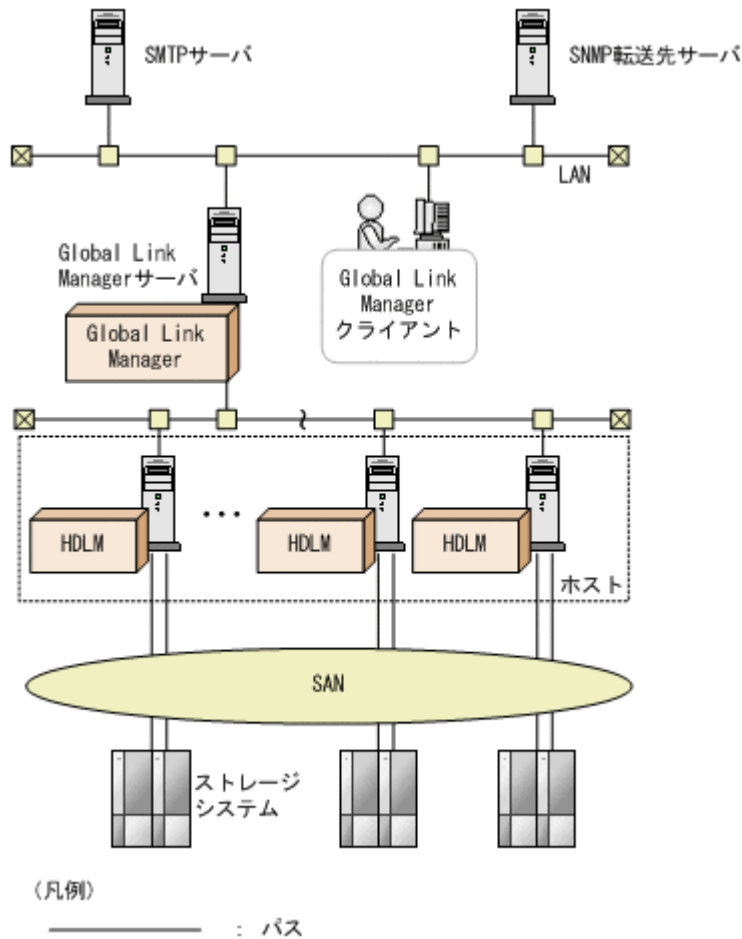 SMTPサーバ
SNMP転送先サーバ
LAN
Global Link
Managerサーバ
Global Link
Manager
クライアント
Global Link
Manager
HDLM
...
HDLM
HDLM
ホスト
SAN
ストレージ
システム
(凡例)
: パス